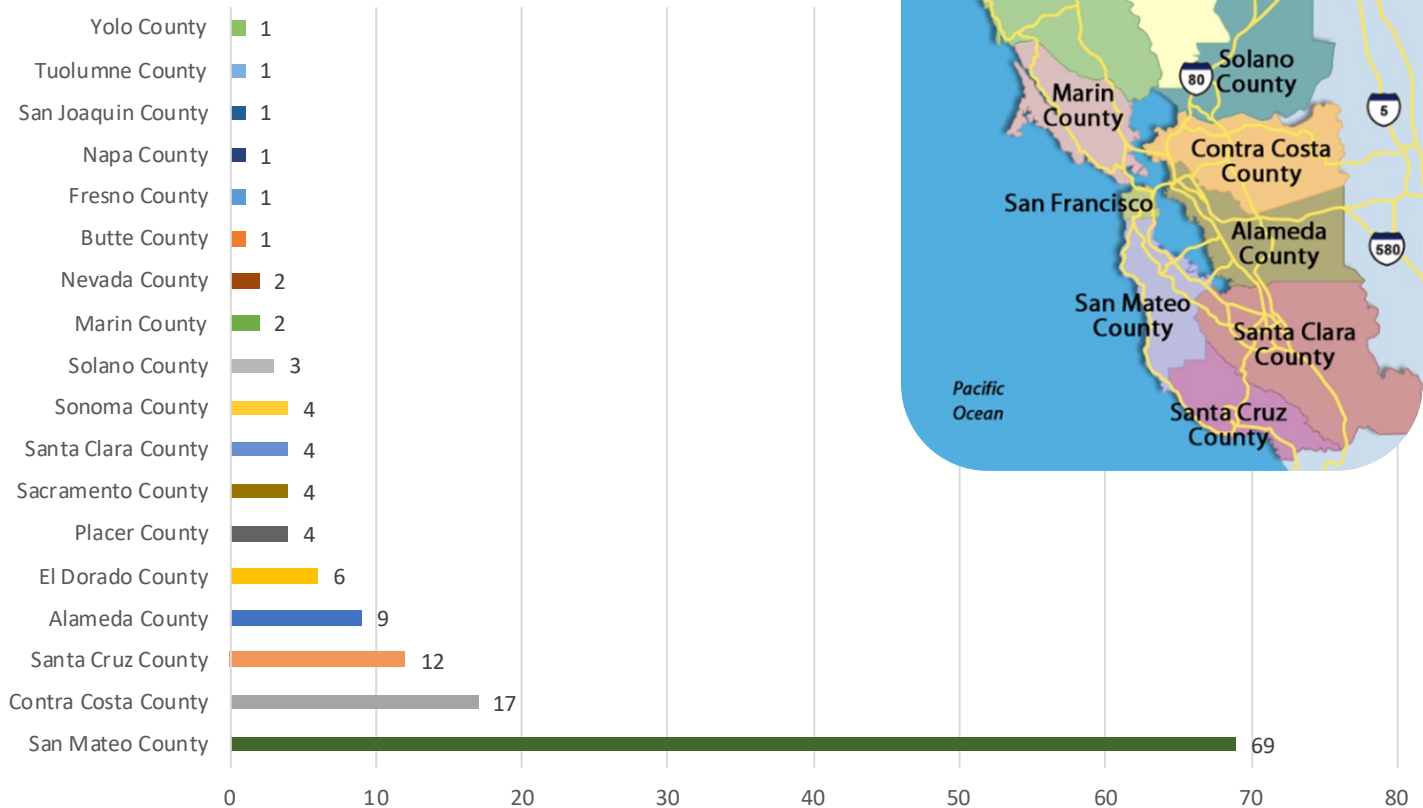 Yolo County 1
Tuolumne County 1
San Joaquin County 1
Napa County 1
Fresno County 1
Butte County 1
Nevada County 2
Marin County 2
Solano County 3
Sonoma County 4
Santa Clara County 4
Sacramento County 4
Placer County 4
El Dorado County 6
Alameda County 9
Santa Cruz County 12
Contra Costa County 17
San Mateo County 69
0 10 20 30 40 50 60 70 80
Solano
County
80
5
Marin
County
Contra Costa
County
San Francisco
Alameda
County
580
San Mateo
County
Santa Clara
County
Pacific
Ocean
Santa Cruz
County